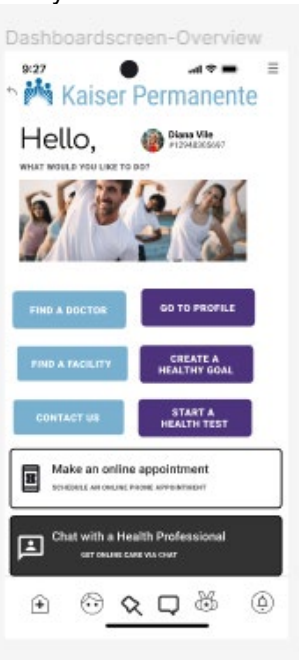 Dashboardscreen-Overview
9:27
Kaiser Permanente
Hello,
Diana Vile
#12948305697
WHAT WOULD YOU LIKE TO DO?
FIND A DOCTOR
GO TO PROFILE
FIND A FACILITY
CREATE A
HEALTHY GOAL
CONTACT US
START A
HEALTH TEST
Make an online appointment
SCHEDULE AN ONLINE PHONE APPOINTMENT
Chat with a Health Professional
GET ONLINE CARE VIA CHAT